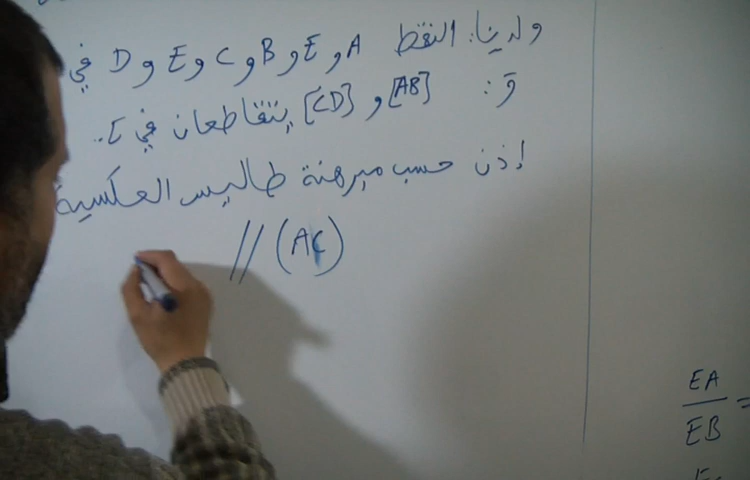 ولدينا: النقط A و E و B و C و E و D في
و: [AB] و [CD] يتقاطعان في E.
إذن حسب مبرهنة طاليس العكسية
(AC) //
EA
EB =